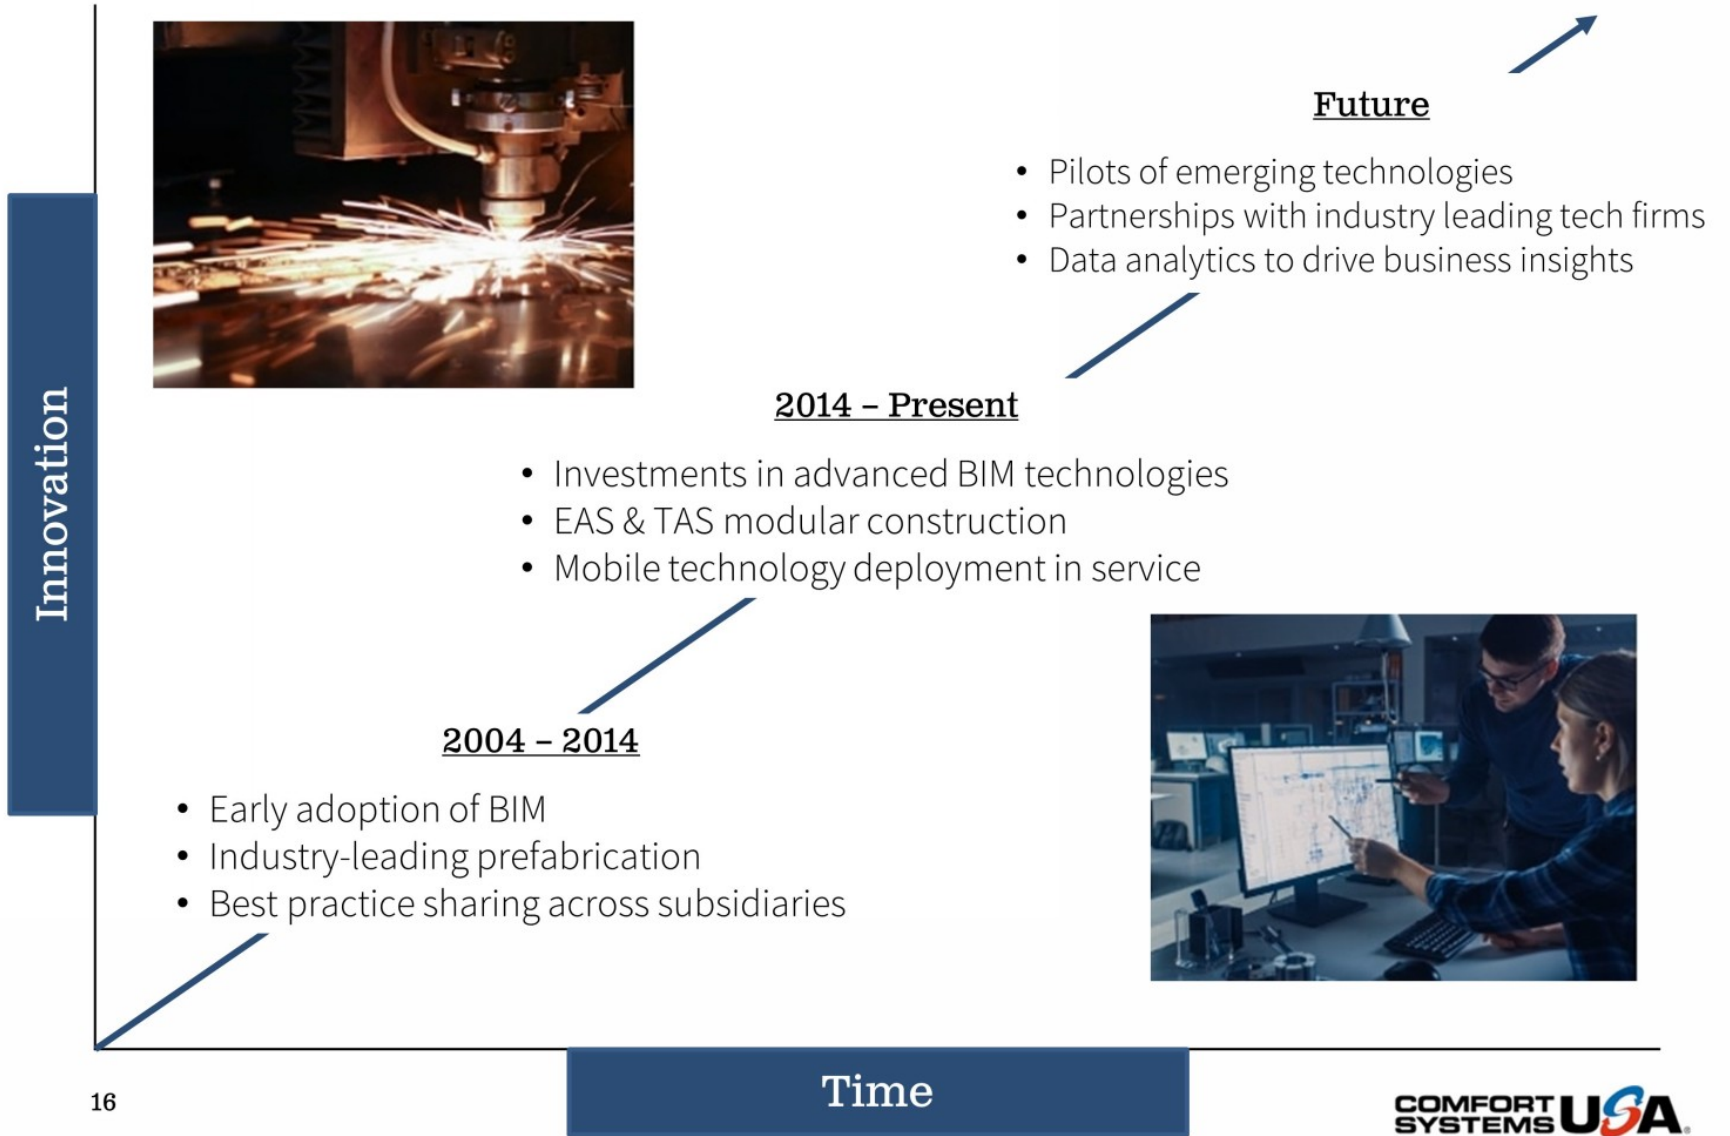 Future
• Pilots of emerging technologies
• Partnerships with industry leading tech firms
• Data analytics to drive business insights
2014 – Present
• Investments in advanced BIM technologies
• EAS & TAS modular construction
• Mobile technology deployment in service
Innovation
2004 – 2014
• Early adoption of BIM
• Industry-leading prefabrication
• Best practice sharing across subsidiaries
Time
16
COMFORT
SYSTEMS USA®